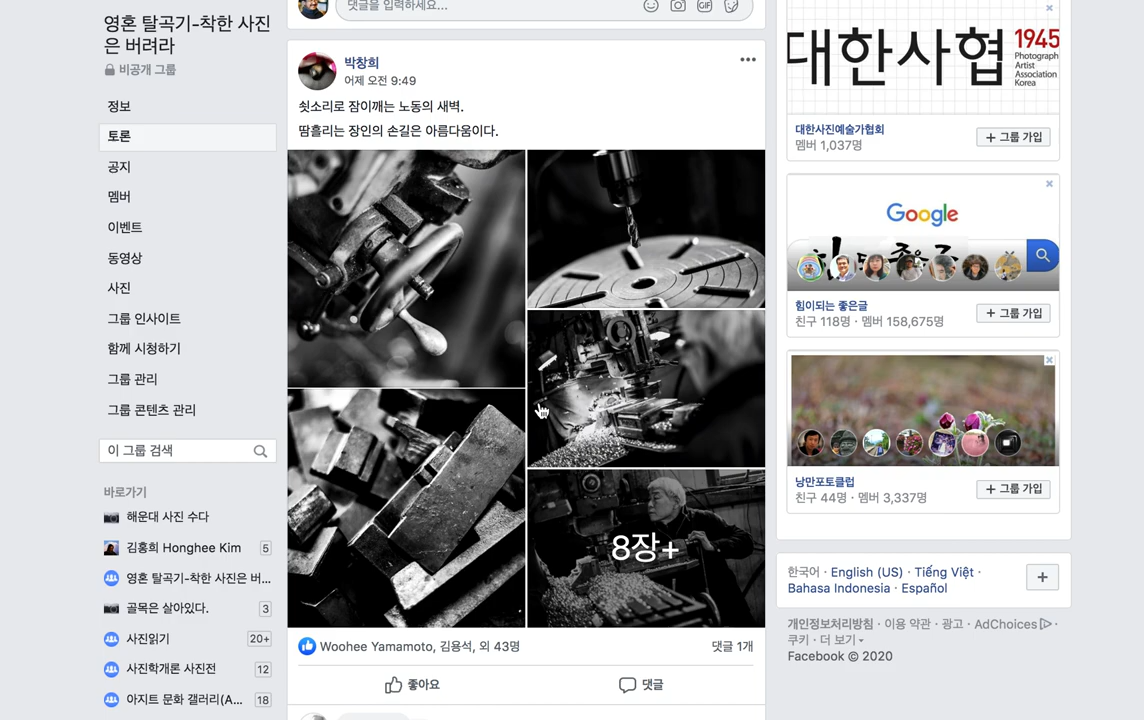 영혼 탈곡기-착한 사진
은 버려라
비공개 그룹
정보
토론
공지
멤버
이벤트
동영상
사진
그룹 인사이트
함께 시청하기
그룹 관리
그룹 콘텐츠 관리
이 그룹 검색
바로가기
해운대 사진 수다
김홍희 Honghee Kim 5
영혼 탈곡기-착한 사진은 버...
골목은 살아있다. 3
사진읽기 20+
사진학개론 사진전 12
아지트 문화 갤러리(A... 18
댓글을 입력하세요...
GIF
박창희
어제 오전 9:49
쇳소리로 잠이깨는 노동의 새벽.
땀흘리는 장인의 손길은 아름다움이다.
8장+
Woohee Yamamoto, 김용석, 외 43명
댓글 1개
좋아요
댓글
대한사협 1945
Photograph
Artist
Association
Korea
대한사진예술가협회
멤버 1,037명
+ 그룹 가입
Google
힘이되는 좋은글
친구 118명 · 멤버 158,675명
+ 그룹 가입
낭만포토클럽
친구 44명 · 멤버 3,337명
+ 그룹 가입
한국어 · English (US) · Tiếng Việt ·
Bahasa Indonesia · Español
개인정보처리방침 · 이용 약관 · 광고 · AdChoices ·
쿠키 · 더 보기
Facebook © 2020